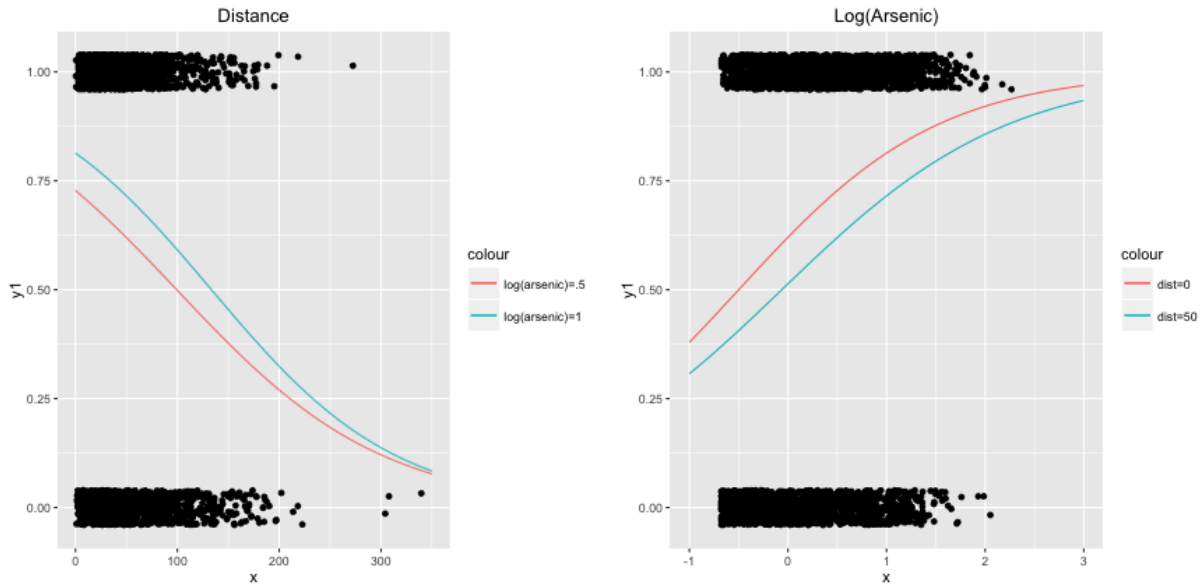 Distance
1.00
0.75
0.50
0.25
0.00
y1
0
100
200
300
x
colour
log(arsenic)=.5
log(arsenic)=1
Log(Arsenic)
1.00
0.75
0.50
0.25
0.00
y1
-1
0
1
2
3
x
colour
dist=0
dist=50